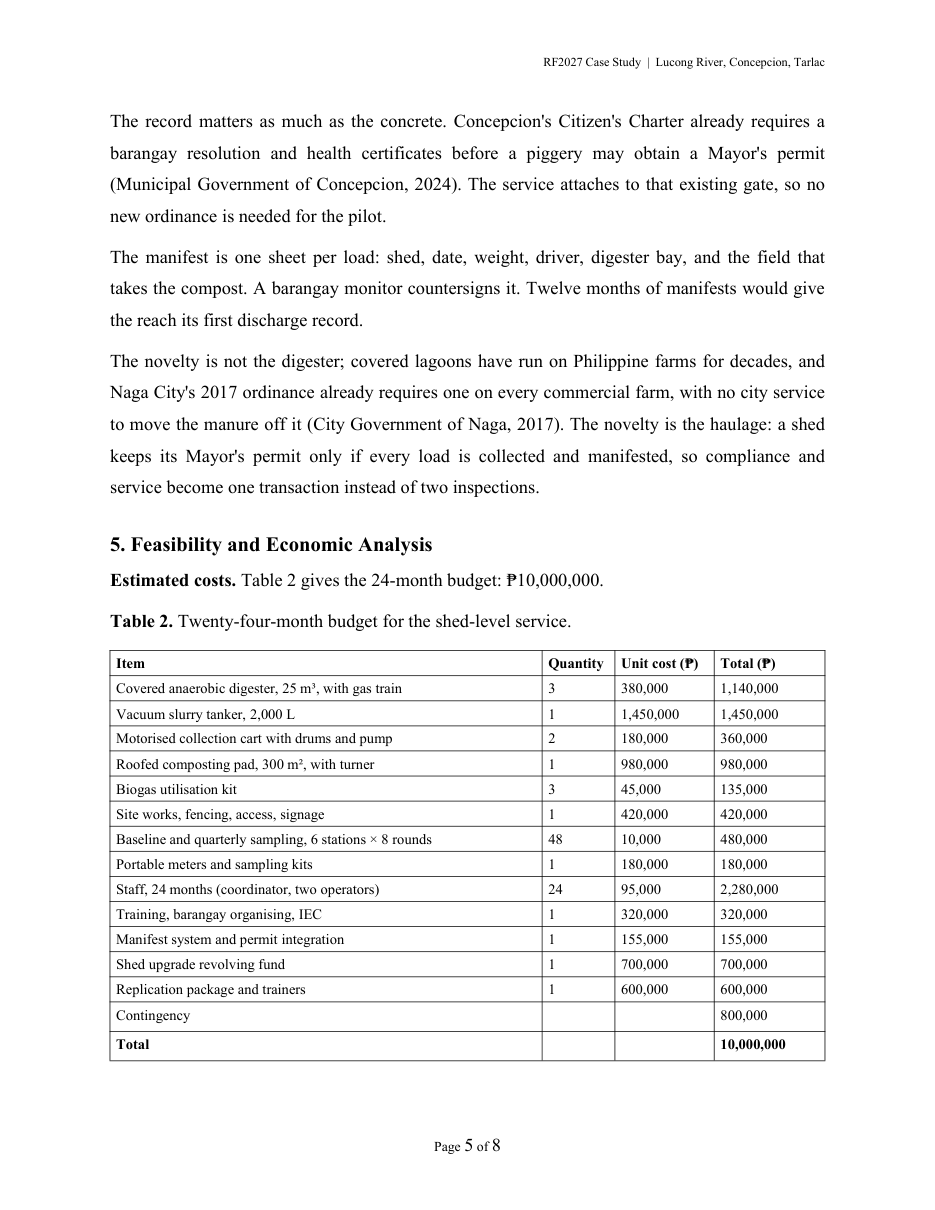 RF2027 Case Study | Lucong River, Concepcion, Tarlac
The record matters as much as the concrete. Concepcion's Citizen's Charter already requires a
barangay resolution and health certificates before a piggery may obtain a Mayor's permit
(Municipal Government of Concepcion, 2024). The service attaches to that existing gate, so no
new ordinance is needed for the pilot.
The manifest is one sheet per load: shed, date, weight, driver, digester bay, and the field that
takes the compost. A barangay monitor countersigns it. Twelve months of manifests would give
the reach its first discharge record.
The novelty is not the digester; covered lagoons have run on Philippine farms for decades, and
Naga City's 2017 ordinance already requires one on every commercial farm, with no city service
to move the manure off it (City Government of Naga, 2017). The novelty is the haulage: a shed
keeps its Mayor's permit only if every load is collected and manifested, so compliance and
service become one transaction instead of two inspections.
5. Feasibility and Economic Analysis
Estimated costs. Table 2 gives the 24-month budget: ₱10,000,000.
Table 2. Twenty-four-month budget for the shed-level service.
Item Quantity Unit cost (₱) Total (₱)
Covered anaerobic digester, 25 m³, with gas train 3 380,000 1,140,000
Vacuum slurry tanker, 2,000 L 1 1,450,000 1,450,000
Motorised collection cart with drums and pump 2 180,000 360,000
Roofed composting pad, 300 m², with turner 1 980,000 980,000
Biogas utilisation kit 3 45,000 135,000
Site works, fencing, access, signage 1 420,000 420,000
Baseline and quarterly sampling, 6 stations × 8 rounds 48 10,000 480,000
Portable meters and sampling kits 1 180,000 180,000
Staff, 24 months (coordinator, two operators) 24 95,000 2,280,000
Training, barangay organising, IEC 1 320,000 320,000
Manifest system and permit integration 1 155,000 155,000
Shed upgrade revolving fund 1 700,000 700,000
Replication package and trainers 1 600,000 600,000
Contingency 800,000
Total 10,000,000
Page 5 of 8